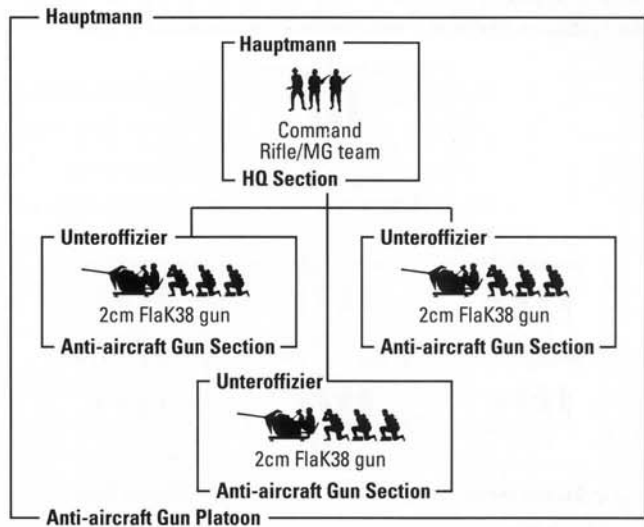 Hauptmann
Hauptmann
Command
Rifle/MG team
HQ Section
Unteroffizier
2cm FlaK38 gun
Anti-aircraft Gun Section
Unteroffizier
2cm FlaK38 gun
Anti-aircraft Gun Section
Unteroffizier
2cm FlaK38 gun
Anti-aircraft Gun Section
Anti-aircraft Gun Platoon